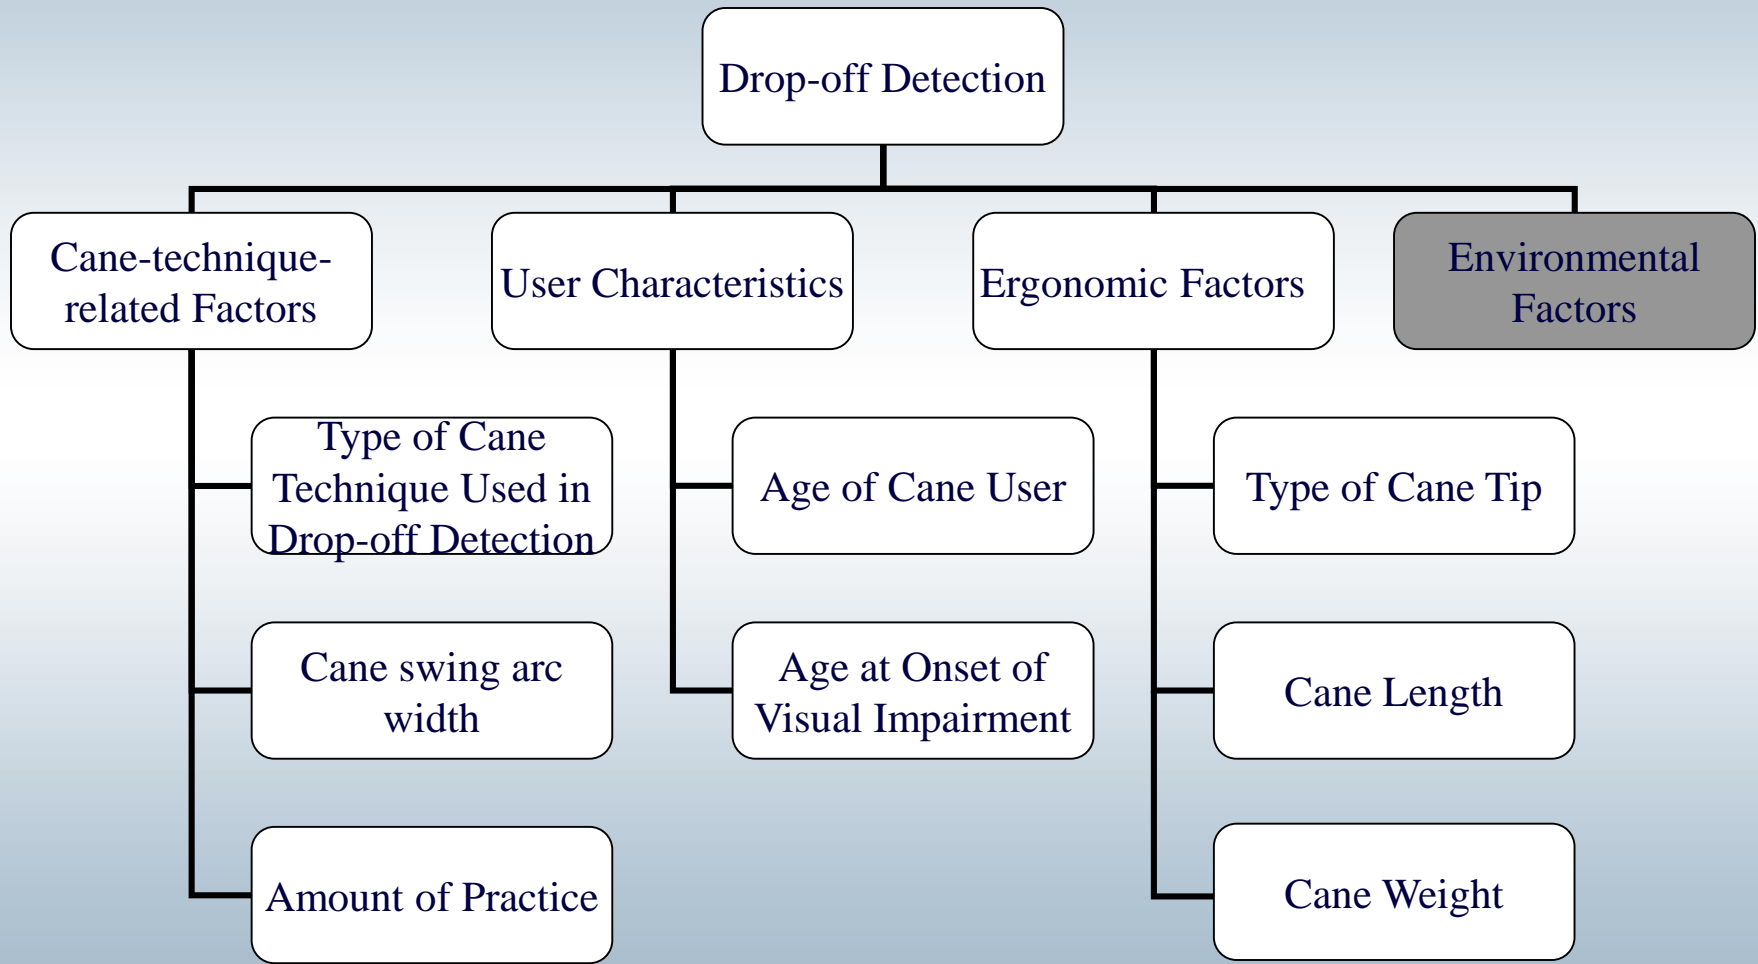 Drop-off Detection
Cane-technique-
related Factors
User Characteristics
Ergonomic Factors
Environmental
Factors
Type of Cane
Technique Used in
Drop-off Detection
Cane swing arc
width
Amount of Practice
Age of Cane User
Age at Onset of
Visual Impairment
Type of Cane Tip
Cane Length
Cane Weight